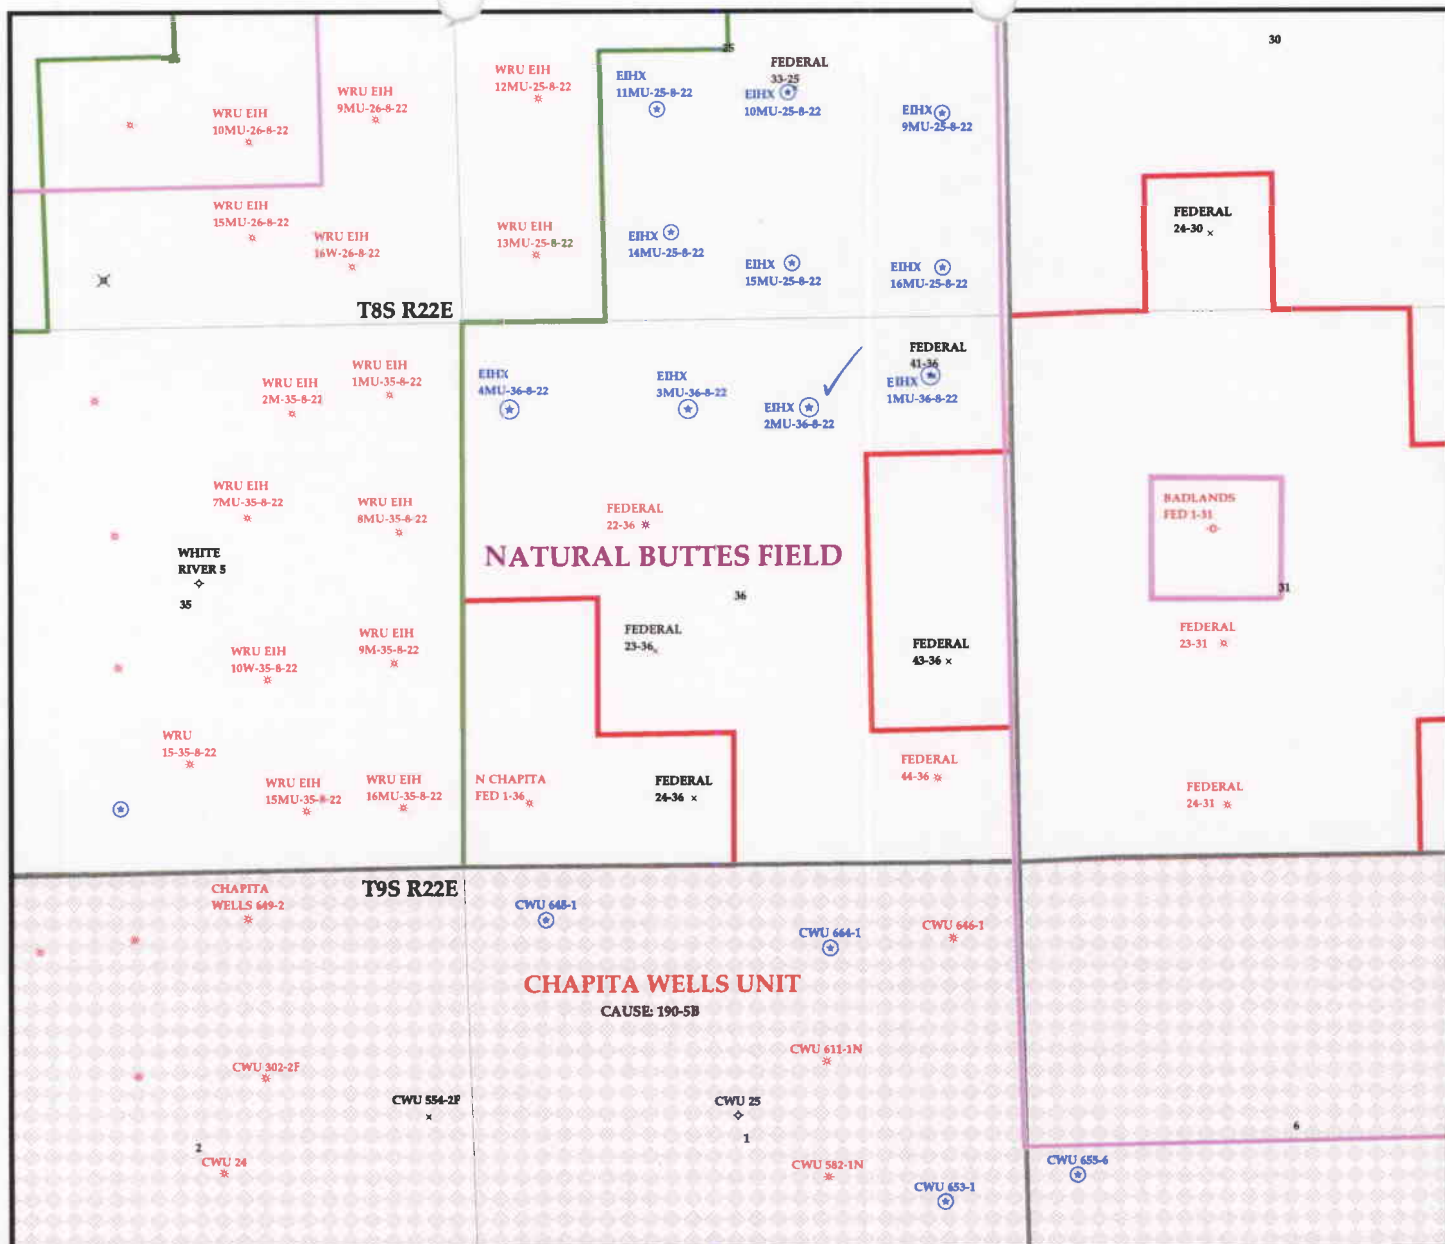 25
30
FEDERAL
33-25
WRU EIH
12MU-25-8-22
EIHX
11MU-25-8-22
EIHX
10MU-25-8-22
WRU EIH
9MU-26-8-22
WRU EIH
10MU-26-8-22
EIHX
9MU-25-8-22
WRU EIH
15MU-26-8-22
WRU EIH
16W-26-8-22
WRU EIH
13MU-25-8-22
EIHX
14MU-25-8-22
EIHX
15MU-25-8-22
EIHX
16MU-25-8-22
FEDERAL
24-30
T8S R22E
WRU EIH
1MU-35-8-22
WRU EIH
2M-35-8-22
EIHX
4MU-36-8-22
EIHX
3MU-36-8-22
EIHX
2MU-36-8-22
FEDERAL
41-36
EIHX
1MU-36-8-22
WRU EIH
7MU-35-8-22
WRU EIH
8MU-35-8-22
FEDERAL
22-36
BADLANDS
FED 1-31
NATURAL BUTTES FIELD
WHITE
RIVER 5
35
36
31
FEDERAL
23-36
FEDERAL
43-36
FEDERAL
23-31
WRU EIH
9M-35-8-22
WRU EIH
10W-35-8-22
WRU
15-35-8-22
WRU EIH
15MU-35-8-22
WRU EIH
16MU-35-8-22
N CHAPITA
FED 1-36
FEDERAL
24-36
FEDERAL
44-36
FEDERAL
24-31
T9S R22E
CHAPITA
WELLS 649-2
CWU 648-1
CWU 664-1
CWU 646-1
CHAPITA WELLS UNIT
CAUSE: 190-5B
CWU 611-1N
CWU 302-2F
CWU 554-2F
CWU 25
1
2
6
CWU 24
CWU 582-1N
CWU 653-1
CWU 655-6